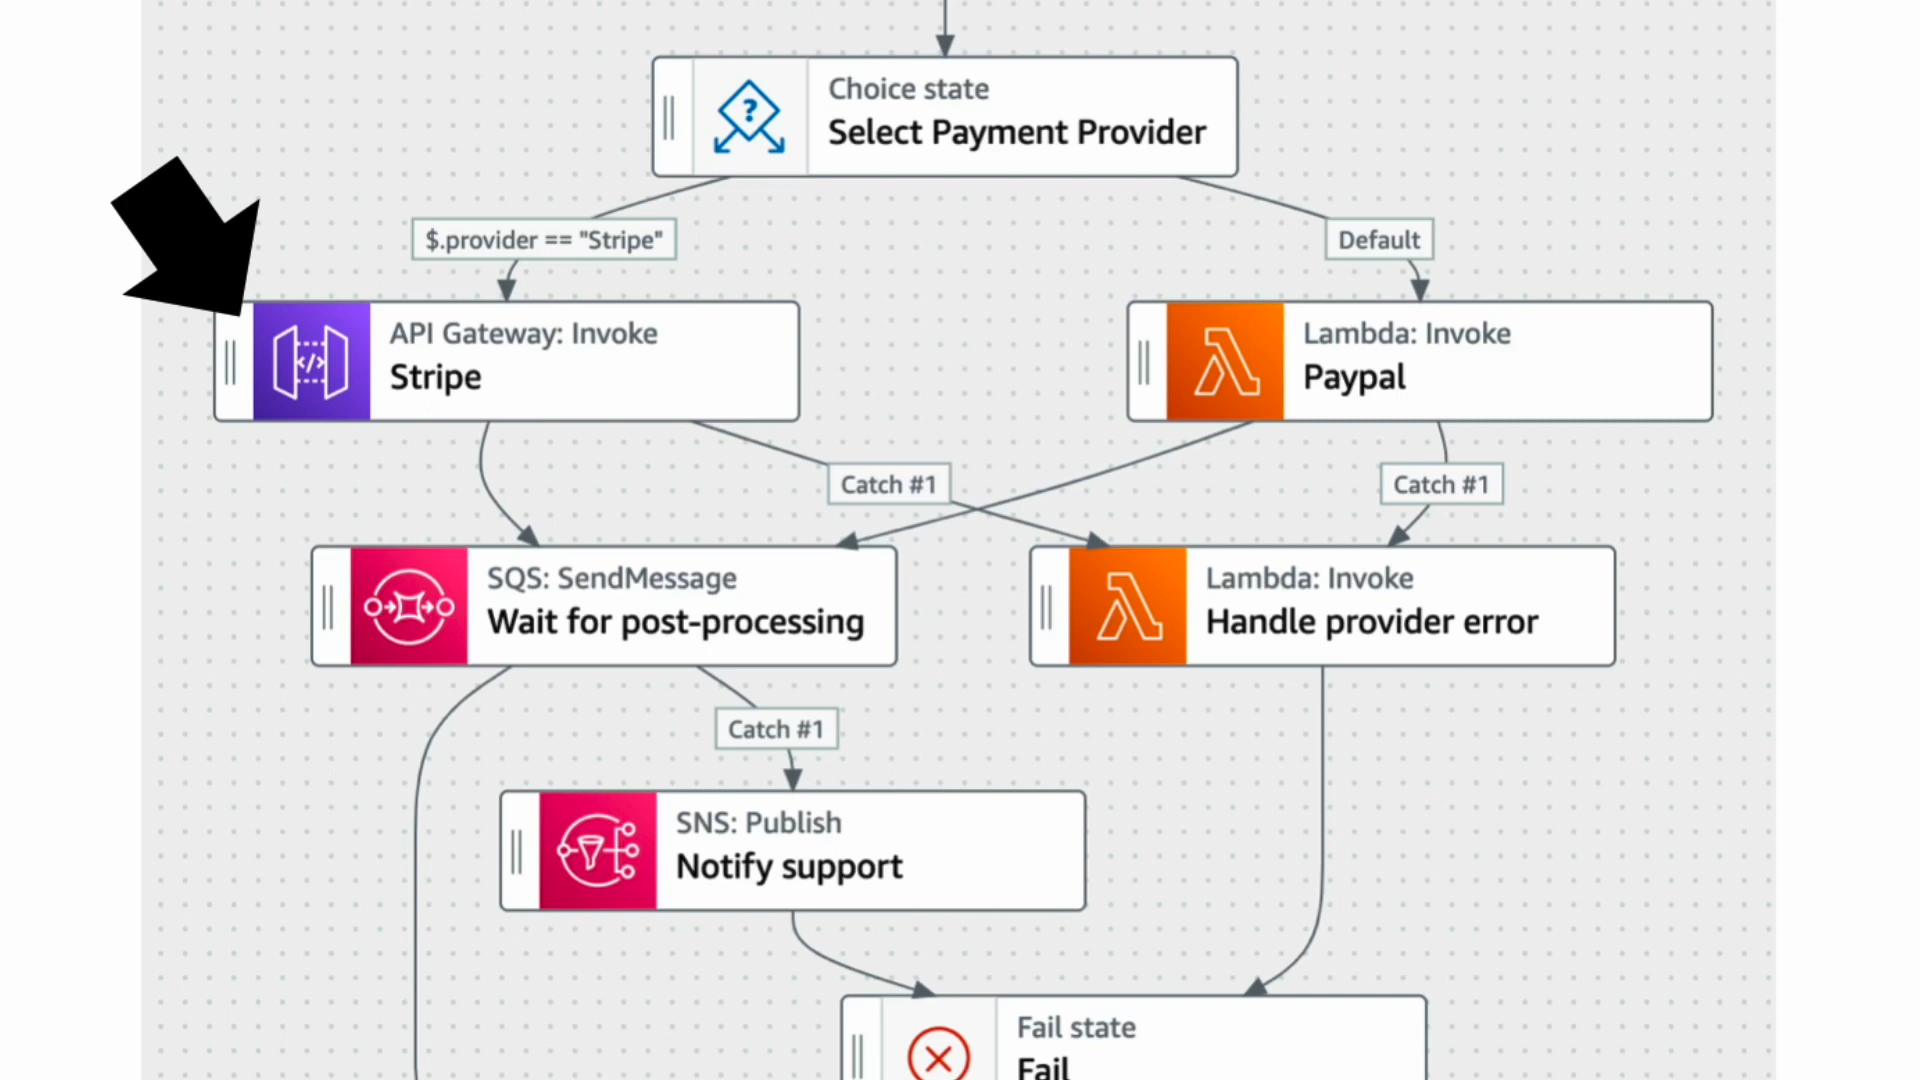 Choice state
Select Payment Provider
$.provider == "Stripe"
Default
API Gateway: Invoke
Stripe
Lambda: Invoke
Paypal
Catch #1
Catch #1
SQS: SendMessage
Wait for post-processing
Lambda: Invoke
Handle provider error
Catch #1
SNS: Publish
Notify support
Fail state
Fail